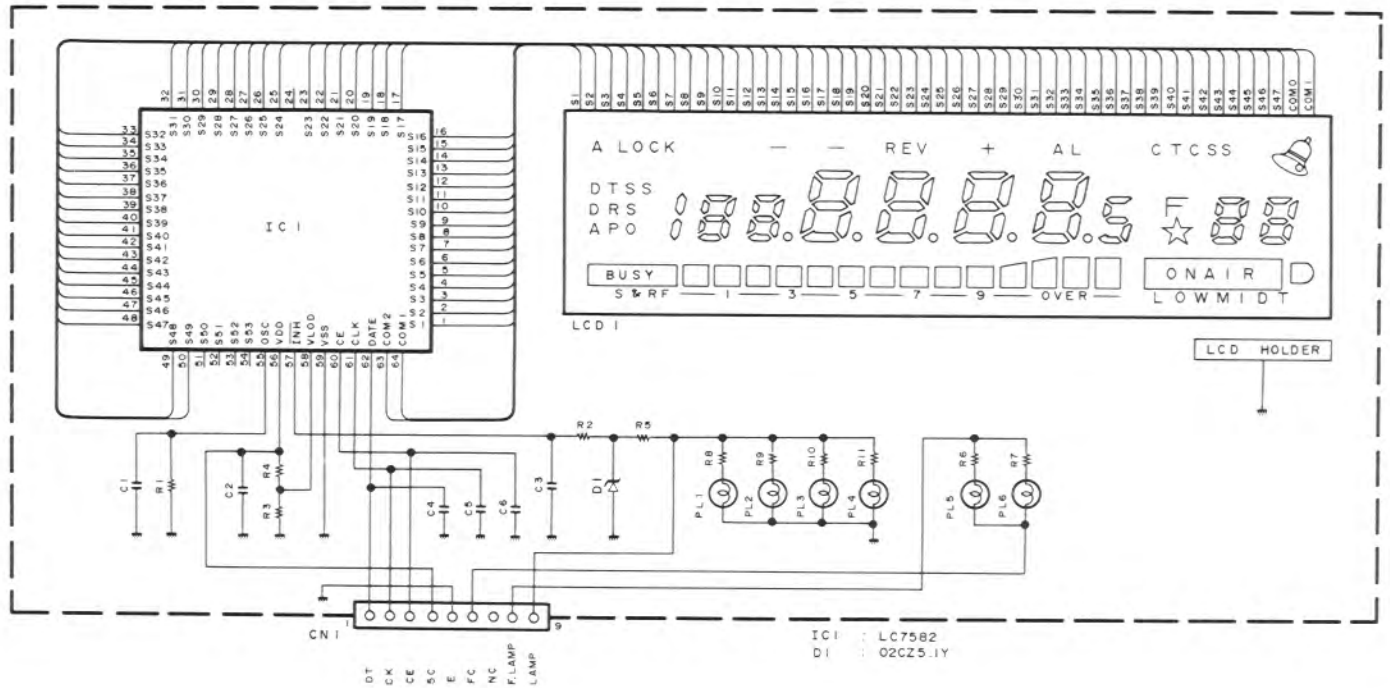 32 31 30 29 28 27 26 25 24 23 22 21 20 19 18 17
S31 S30 S29 S28 S27 S26 S25 S24 S23 S22 S21 S20 S19 S18 S17
33 S32
34 S33
35 S34
36 S35
37 S36
38 S37
39 S38
40 S39
41 S40
42 S41
43 S42
44 S43
45 S44
46 S45
47 S46
48 S47
IC1
S16 16
S15 15
S14 14
S13 13
S12 12
S11 11
S10 10
S9 9
S8 8
S7 7
S6 6
S5 5
S4 4
S3 3
S2 2
S1 1
S48 S49 S50 S51 S52 S53 OSC VDD INH VLOD VSS CE CLK DATE COM2 COM1
49 50 51 52 53 54 55 56 57 58 59 60 61 62 63 64
S1 S2 S3 S4 S5 S6 S7 S8 S9 S10 S11 S12 S13 S14 S15 S16 S17 S18 S19 S20 S21 S22 S23 S24 S25 S26 S27 S28 S29 S30 S31 S32 S33 S34 S35 S36 S37 S38 S39 S40 S41 S42 S43 S44 S45 S46 S47 COM0 COM1
A LOCK - - REV + AL CTCSS
DTSS
DRS
APO
188.8.8.8.8.5 F 88
BUSY ONAIR
S & RF 1 3 5 7 9 OVER LOWMIDT
LCD1
LCD HOLDER
C1 R1 C2 R4 R3 C4 C5 C6 C3 R2 D1 R5
R8 R9 R10 R11 R6 R7
PL1 PL2 PL3 PL4 PL5 PL6
CN1 1 9
DT CK CE 5C E FC NC F.LAMP LAMP
IC1 : LC7582
D1 : 02CZ5.1Y